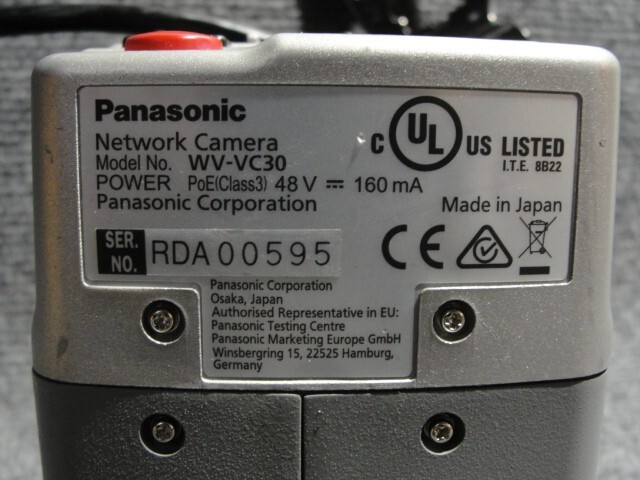 Panasonic
Network Camera
Model No. WV-VC30
POWER PoE(Class3) 48 V ⎓ 160 mA
Panasonic Corporation
C UL US LISTED
I.T.E. 8B22
Made in Japan
SER. NO. RDA00595
CE
Panasonic Corporation
Osaka, Japan
Authorised Representative in EU:
Panasonic Testing Centre
Panasonic Marketing Europe GmbH
Winsbergring 15, 22525 Hamburg,
Germany